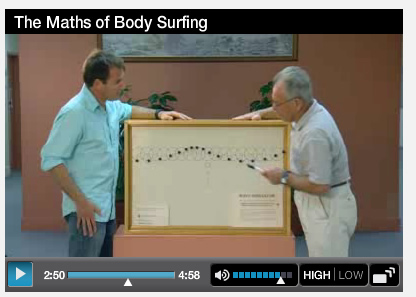 The Maths of Body Surfing
2:50
4:58
HIGH | LOW